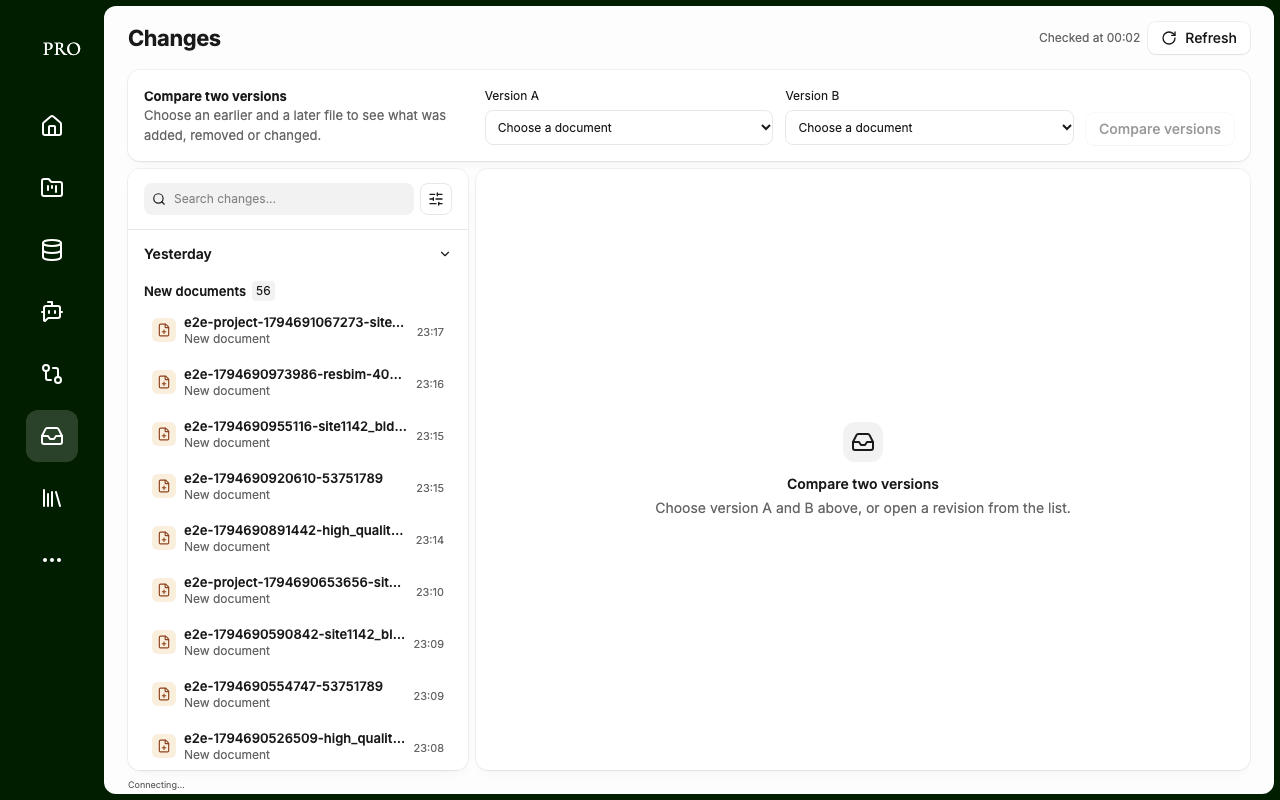 PRO
Changes
Checked at 00:02
Refresh
Compare two versions
Choose an earlier and a later file to see what was
added, removed or changed.
Version A
Choose a document
Version B
Choose a document
Compare versions
Search changes...
Yesterday
New documents 56
e2e-project-1794691067273-site...
New document
23:17
e2e-1794690973986-resbim-40...
New document
23:16
e2e-1794690955116-site1142_bld...
New document
23:15
e2e-1794690920610-53751789
New document
23:15
e2e-1794690891442-high_qualit...
New document
23:14
e2e-project-1794690653656-sit...
New document
23:10
e2e-1794690590842-site1142_bl...
New document
23:09
e2e-1794690554747-53751789
New document
23:09
e2e-1794690526509-high_qualit...
New document
23:08
Compare two versions
Choose version A and B above, or open a revision from the list.
Connecting...